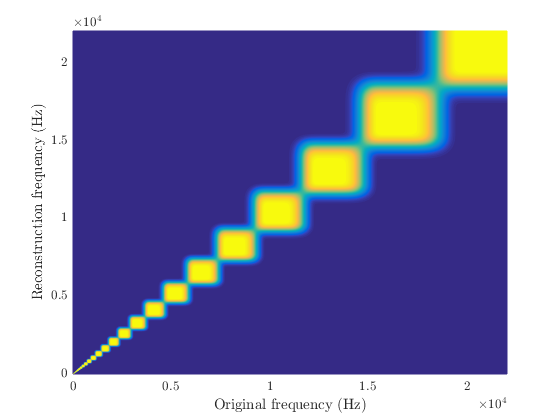 ×10⁴
2
1.5
1
0.5
0
Reconstruction frequency (Hz)
0 0.5 1 1.5 2
Original frequency (Hz)
×10⁴